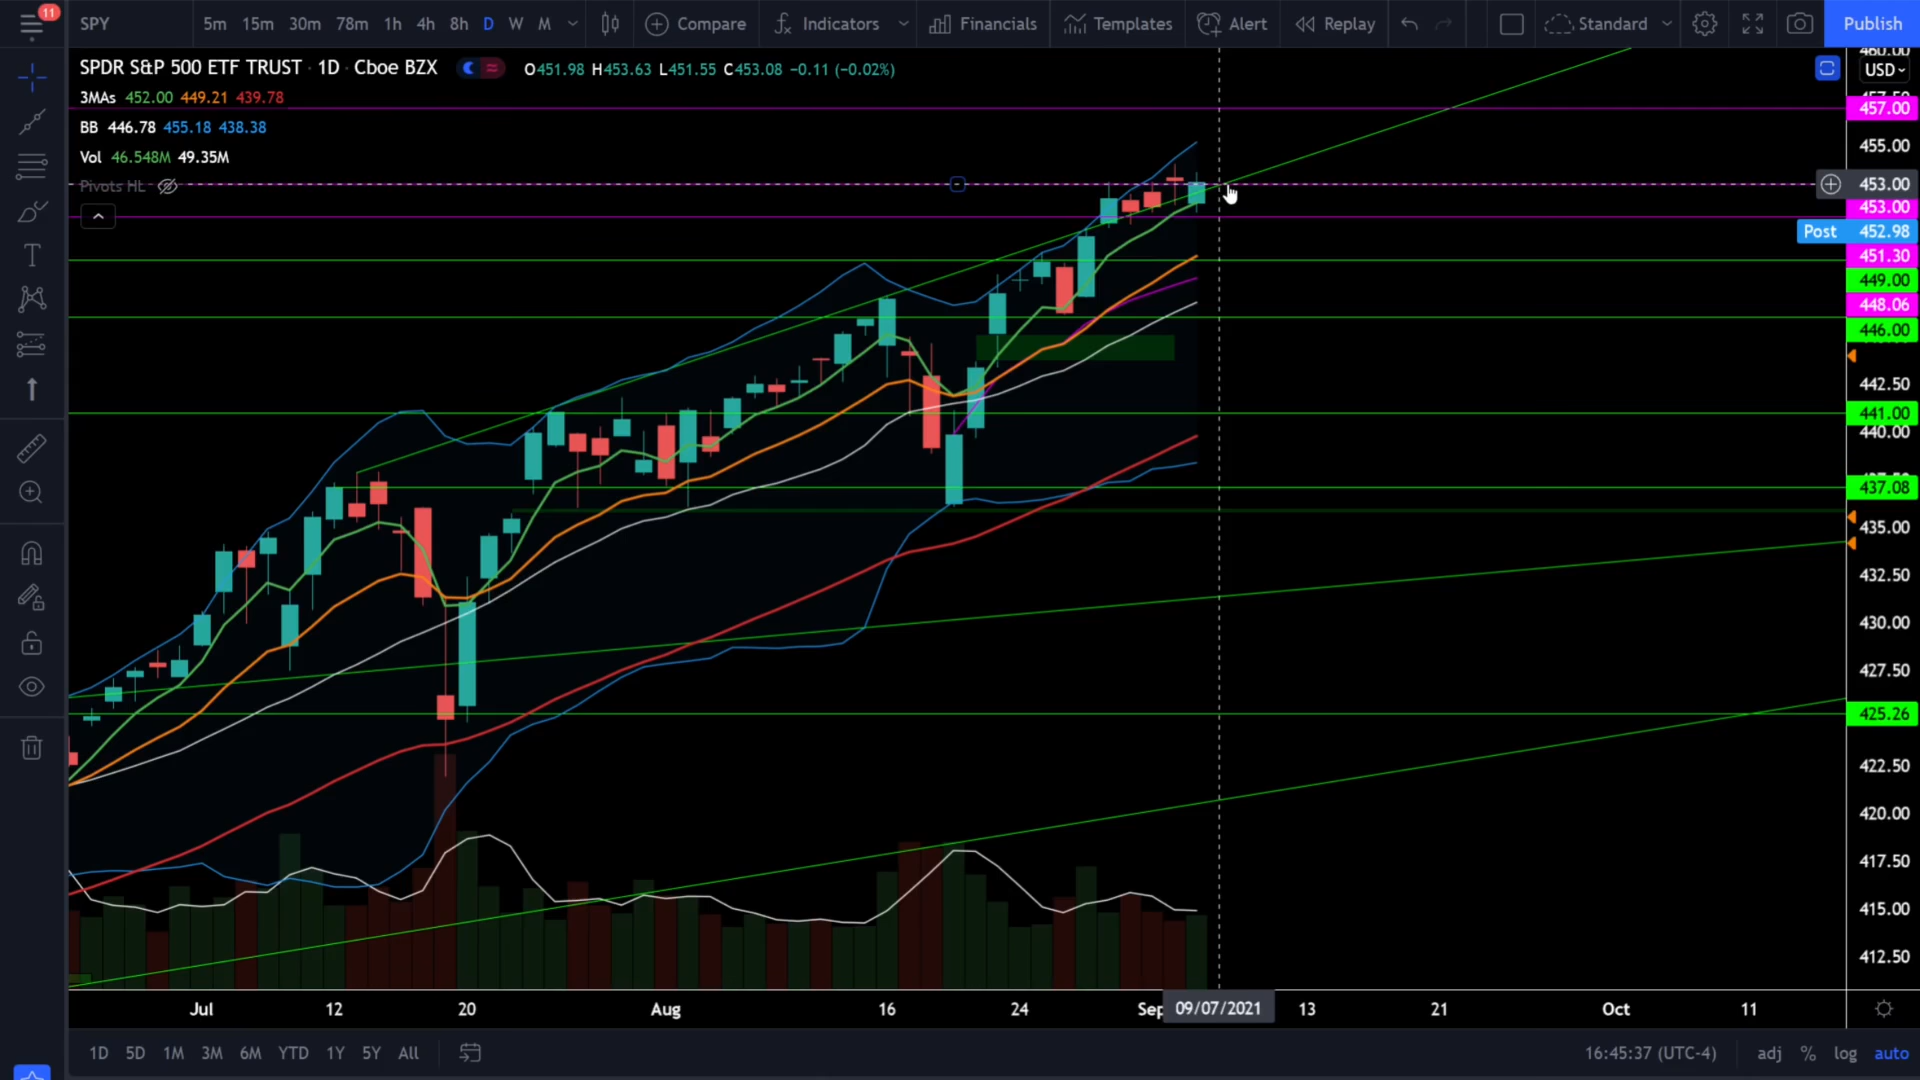 11
SPY 5m 15m 30m 78m 1h 4h 8h D W M Compare Indicators Financials Templates Alert Replay Standard Publish
SPDR S&P 500 ETF TRUST · 1D · Cboe BZX O451.98 H453.63 L451.55 C453.08 −0.11 (−0.02%)
3MAs 452.00 449.21 439.78
BB 446.78 455.18 438.38
Vol 46.548M 49.35M
Pivots HL
460.00
USD
457.50
457.00
455.00
453.00
453.00
Post 452.98
451.30
449.00
448.06
446.00
442.50
441.00
440.00
437.08
435.00
432.50
430.00
427.50
425.26
422.50
420.00
417.50
415.00
412.50
Jul 12 20 Aug 16 24 Sep 09/07/2021 13 21 Oct 11
1D 5D 1M 3M 6M YTD 1Y 5Y All 16:45:37 (UTC-4) adj % log auto